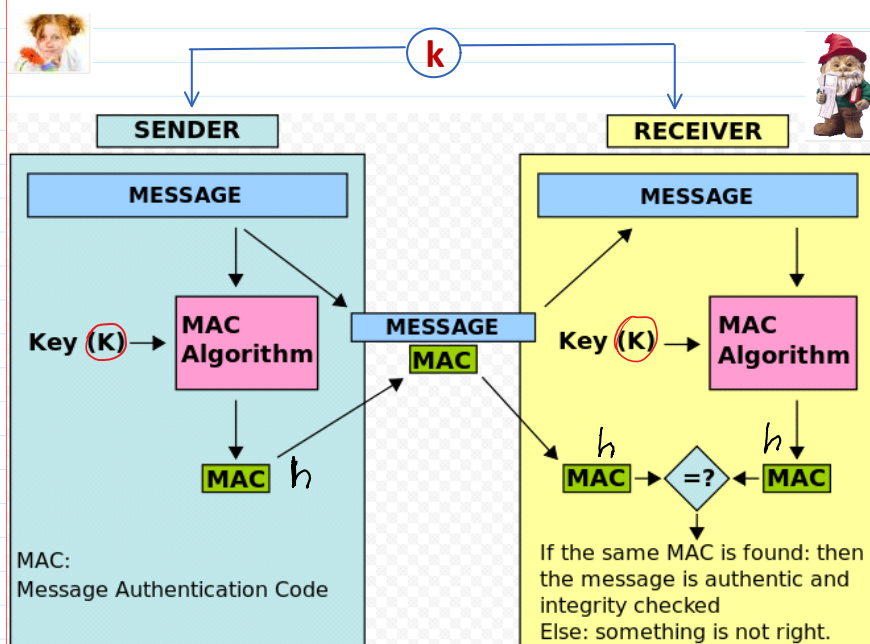 k
SENDER
RECEIVER
MESSAGE
MESSAGE
Key (K)
MAC
Algorithm
MESSAGE
MAC
Key (K)
MAC
Algorithm
MAC h
h
h
MAC
=?
MAC
MAC:
Message Authentication Code
If the same MAC is found: then
the message is authentic and
integrity checked
Else: something is not right.